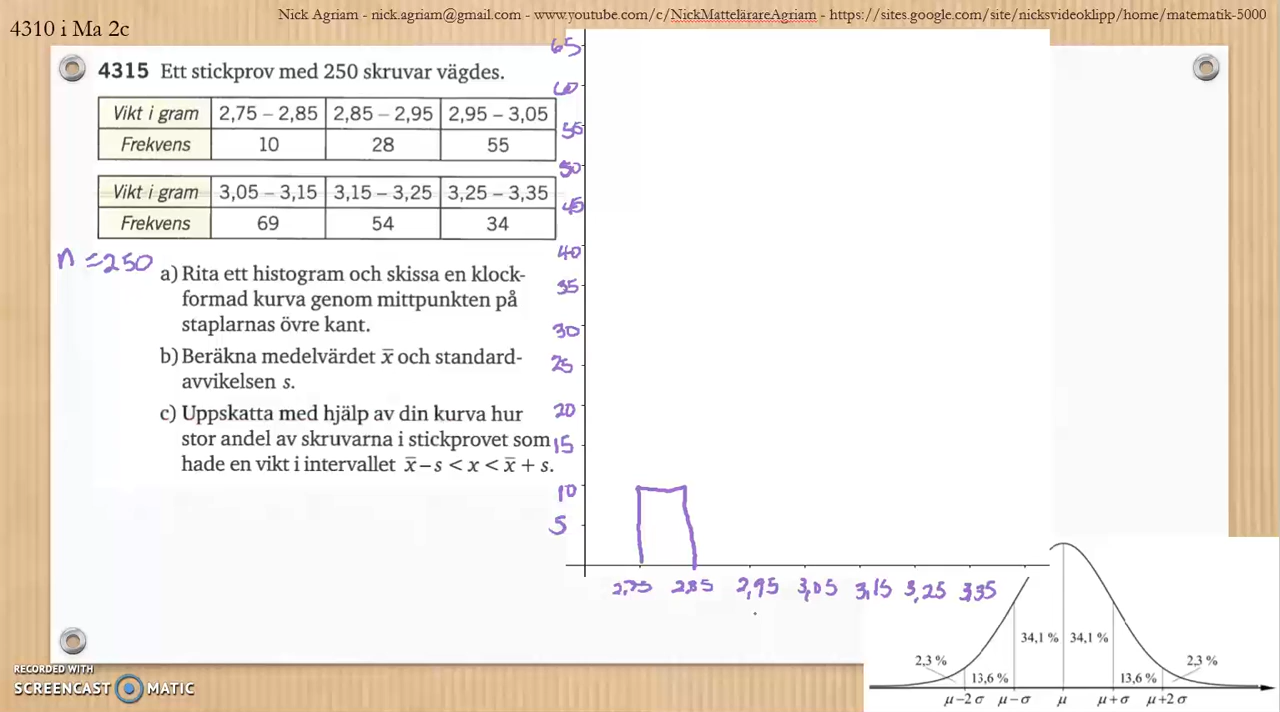 Nick Agriam - nick.agriam@gmail.com - www.youtube.com/c/NickMattelärareAgriam - https://sites.google.com/site/nicksvideoklipp/home/matematik-5000
4310 i Ma 2c
4315 Ett stickprov med 250 skruvar vägdes.
Vikt i gram 2,75 – 2,85 2,85 – 2,95 2,95 – 3,05
Frekvens 10 28 55
Vikt i gram 3,05 – 3,15 3,15 – 3,25 3,25 – 3,35
Frekvens 69 54 34
n = 250
a) Rita ett histogram och skissa en klock-
formad kurva genom mittpunkten på
staplarnas övre kant.
b) Beräkna medelvärdet x̄ och standard-
avvikelsen s.
c) Uppskatta med hjälp av din kurva hur
stor andel av skruvarna i stickprovet som
hade en vikt i intervallet x̄ – s < x < x̄ + s.
65
60
55
50
45
40
35
30
25
20
15
10
5
2,75 2,85 2,95 3,05 3,15 3,25 3,35
34,1 % 34,1 %
2,3 % 2,3 %
13,6 % 13,6 %
μ–2σ μ–σ μ μ+σ μ+2σ
RECORDED WITH
SCREENCAST MATIC